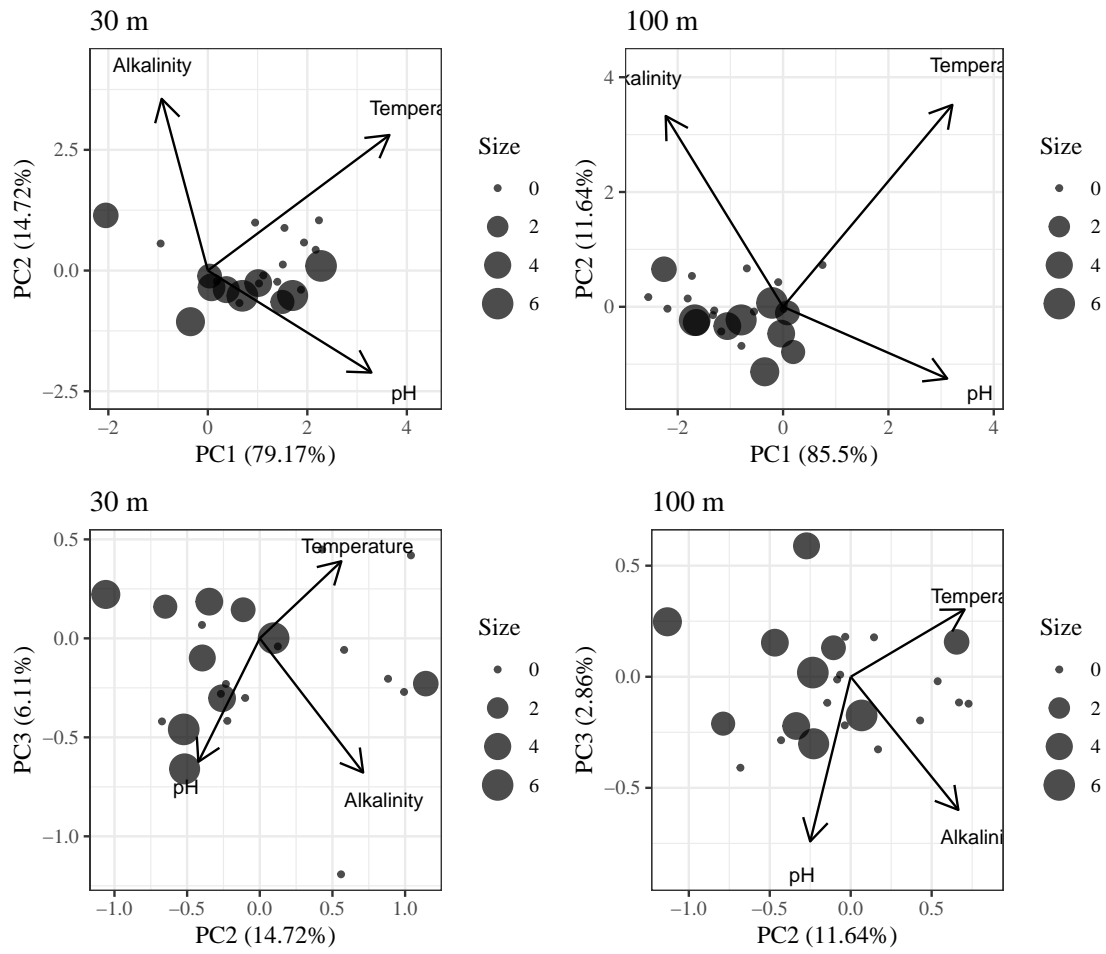 30 m
Alkalinity
Tempera
pH
2.5
0.0
−2.5
−2
0
2
4
PC1 (79.17%)
PC2 (14.72%)
Size
0
2
4
6
100 m
kalinity
Tempera
pH
4
2
0
−2
0
2
4
PC1 (85.5%)
PC2 (11.64%)
Size
0
2
4
6
30 m
Temperature
pH
Alkalinity
0.5
0.0
−0.5
−1.0
−1.0
−0.5
0.0
0.5
1.0
PC2 (14.72%)
PC3 (6.11%)
Size
0
2
4
6
100 m
Tempera
Alkalini
pH
0.5
0.0
−0.5
−1.0
−0.5
0.0
0.5
PC2 (11.64%)
PC3 (2.86%)
Size
0
2
4
6